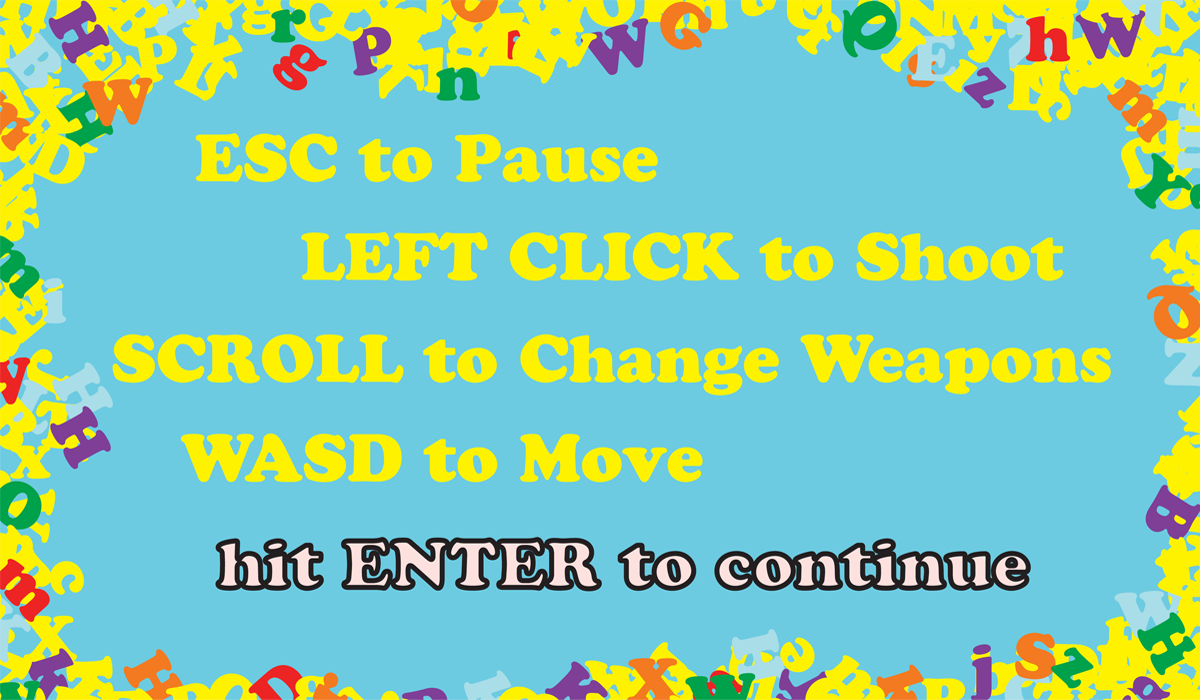 ESC to Pause
LEFT CLICK to Shoot
SCROLL to Change Weapons
WASD to Move
hit ENTER to continue